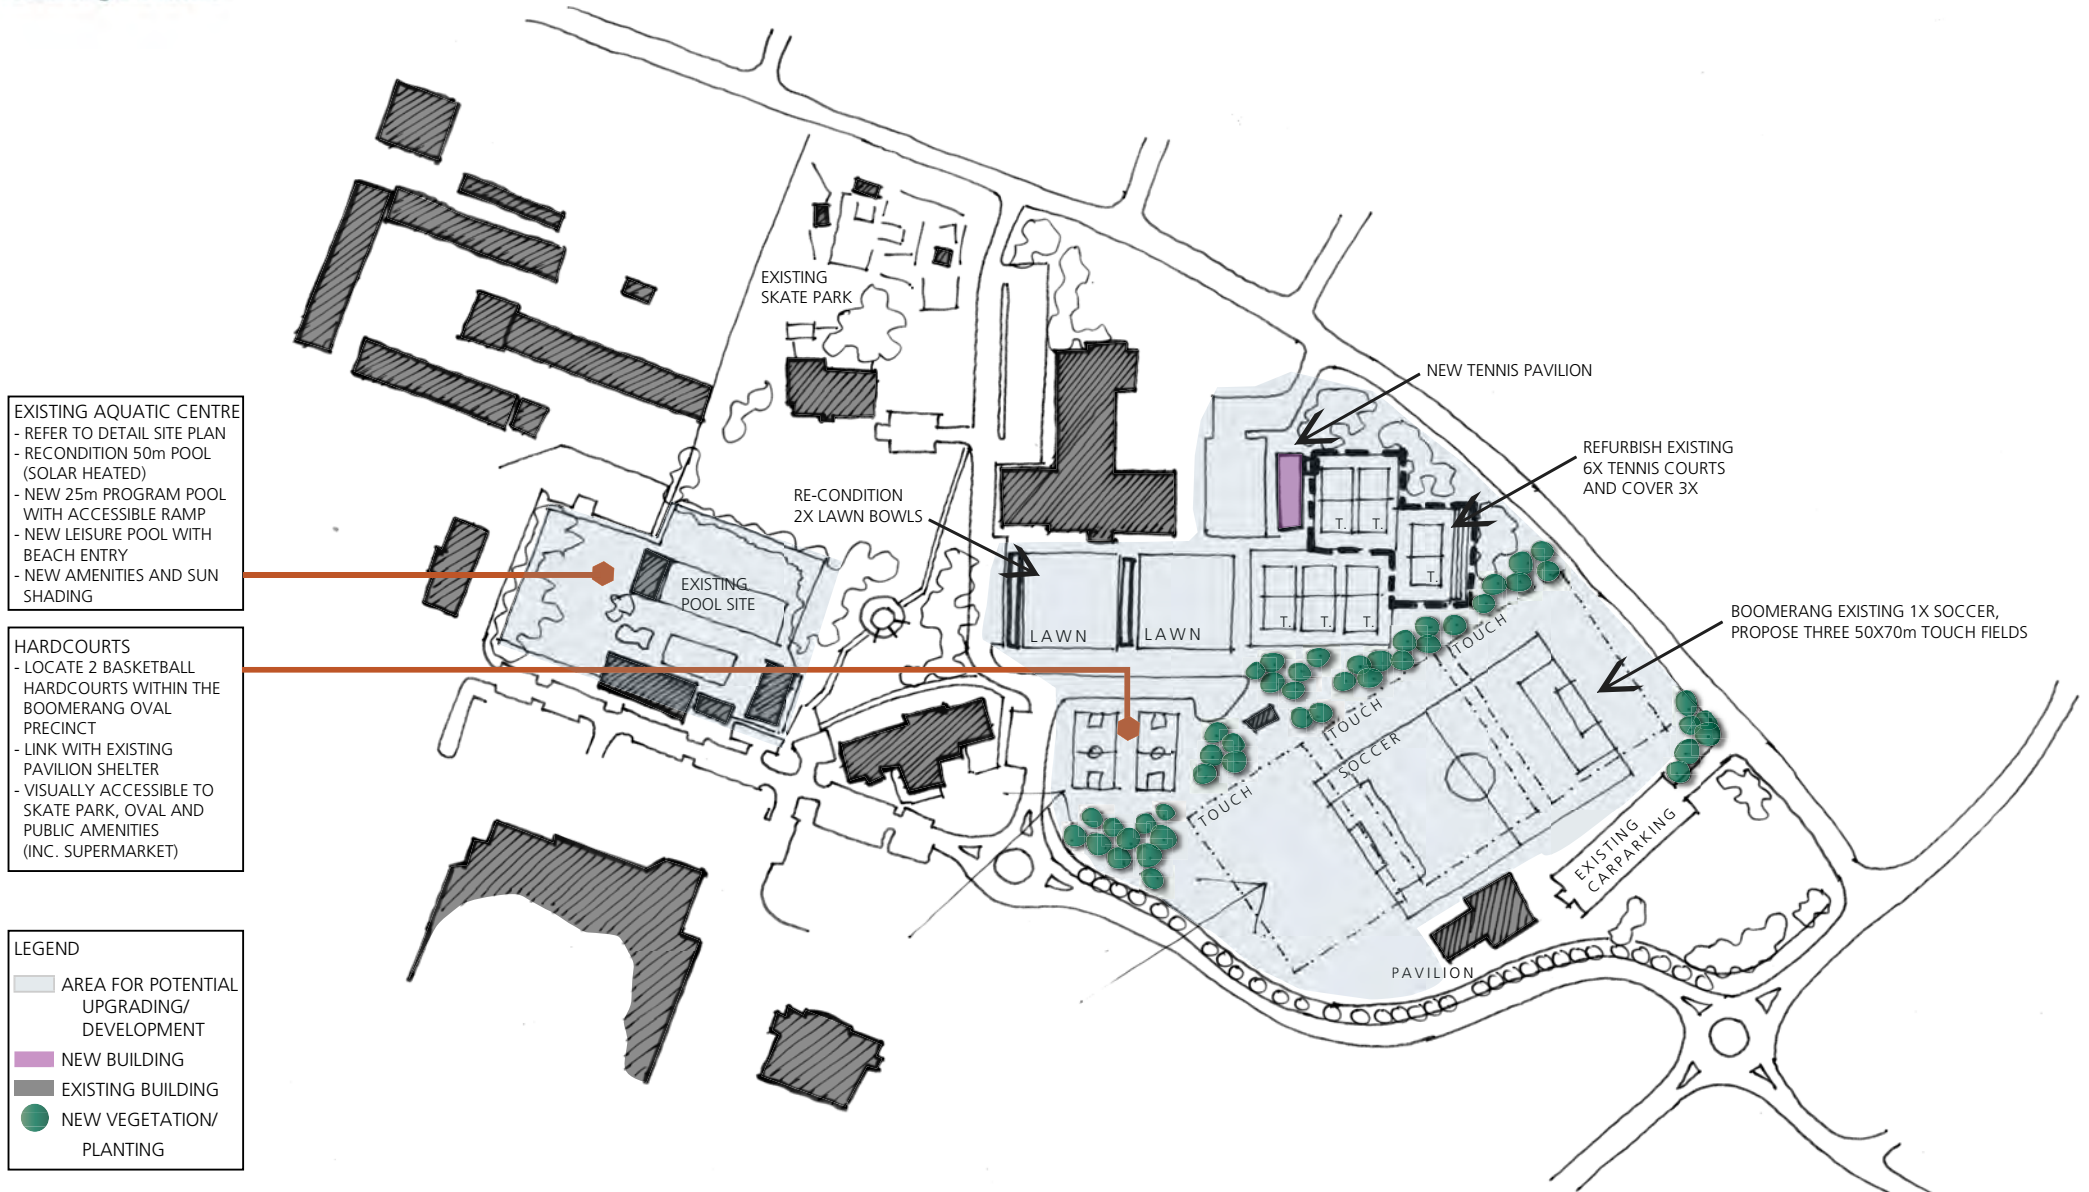 EXISTING AQUATIC CENTRE
- REFER TO DETAIL SITE PLAN
- RECONDITION 50m POOL
(SOLAR HEATED)
- NEW 25m PROGRAM POOL
WITH ACCESSIBLE RAMP
- NEW LEISURE POOL WITH
BEACH ENTRY
- NEW AMENITIES AND SUN
SHADING
HARDCOURTS
- LOCATE 2 BASKETBALL
HARDCOURTS WITHIN THE
BOOMERANG OVAL
PRECINCT
- LINK WITH EXISTING
PAVILION SHELTER
- VISUALLY ACCESSIBLE TO
SKATE PARK, OVAL AND
PUBLIC AMENITIES
(INC. SUPERMARKET)
LEGEND
AREA FOR POTENTIAL
UPGRADING/
DEVELOPMENT
NEW BUILDING
EXISTING BUILDING
NEW VEGETATION/
PLANTING
EXISTING
SKATE PARK
RE-CONDITION
2X LAWN BOWLS
EXISTING
POOL SITE
LAWN
LAWN
NEW TENNIS PAVILION
REFURBISH EXISTING
6X TENNIS COURTS
AND COVER 3X
T.
T.
T.
T.
T.
T.
BOOMERANG EXISTING 1X SOCCER,
PROPOSE THREE 50X70m TOUCH FIELDS
TOUCH
TOUCH
SOCCER
TOUCH
EXISTING
CARPARKING
PAVILION